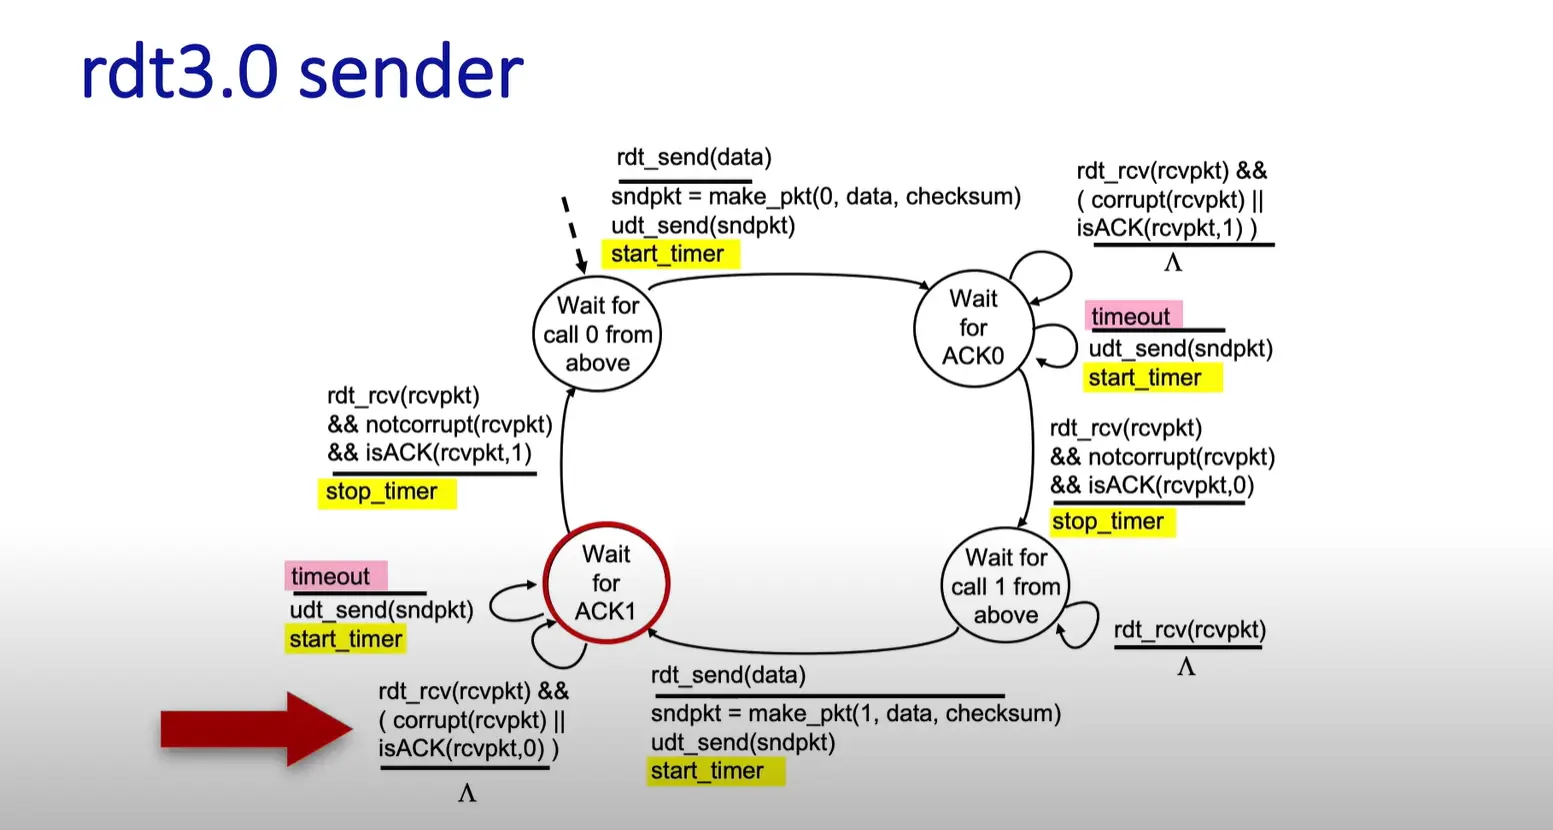 rdt3.0 sender
rdt_send(data)
sndpkt = make_pkt(0, data, checksum)
udt_send(sndpkt)
start_timer
rdt_rcv(rcvpkt) &&
( corrupt(rcvpkt) ||
isACK(rcvpkt,1) )
Λ
Wait for
call 0 from
above
Wait
for
ACK0
timeout
udt_send(sndpkt)
start_timer
rdt_rcv(rcvpkt)
&& notcorrupt(rcvpkt)
&& isACK(rcvpkt,1)
stop_timer
rdt_rcv(rcvpkt)
&& notcorrupt(rcvpkt)
&& isACK(rcvpkt,0)
stop_timer
Wait
for
ACK1
Wait for
call 1 from
above
timeout
udt_send(sndpkt)
start_timer
rdt_rcv(rcvpkt)
Λ
rdt_rcv(rcvpkt) &&
( corrupt(rcvpkt) ||
isACK(rcvpkt,0) )
Λ
rdt_send(data)
sndpkt = make_pkt(1, data, checksum)
udt_send(sndpkt)
start_timer